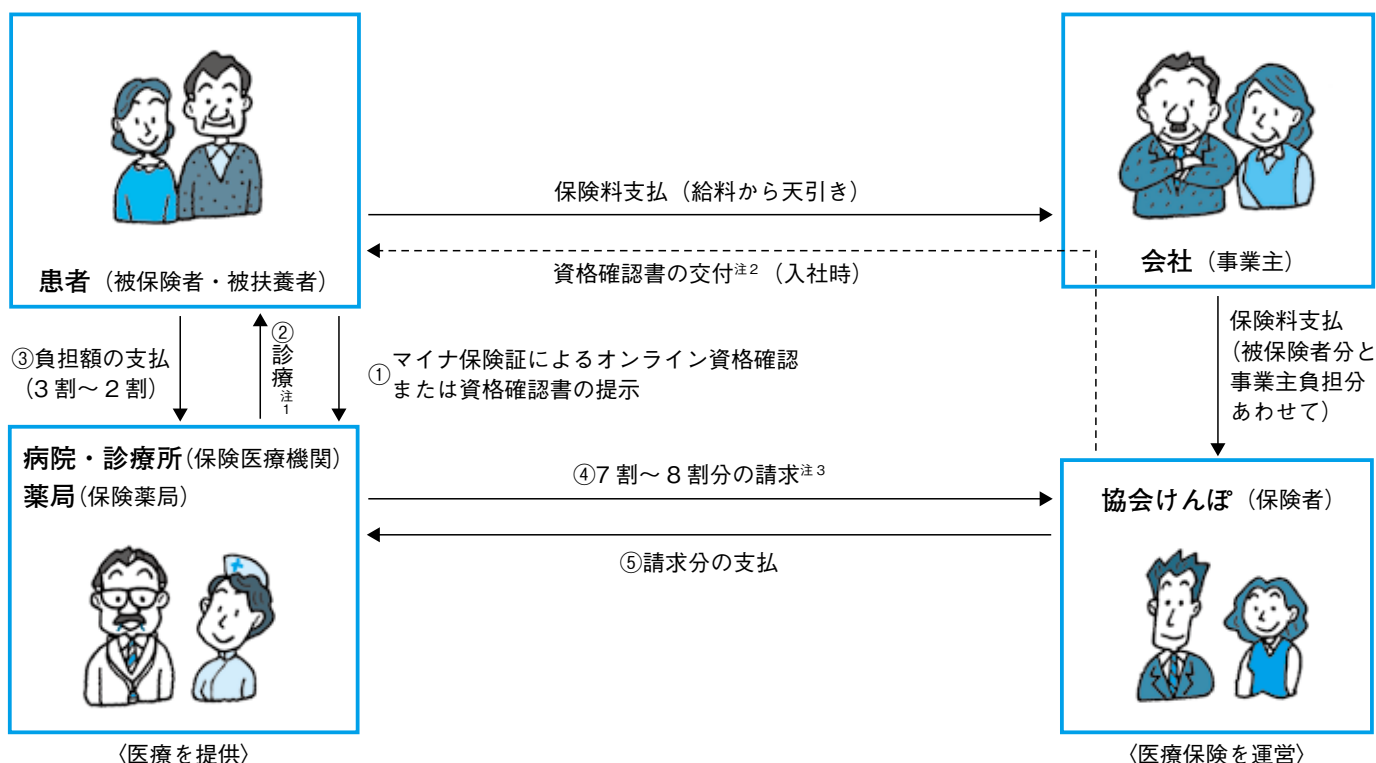 患者（被保険者・被扶養者）
会社（事業主）
保険料支払（給料から天引き）
資格確認書の交付注2（入社時）
保険料支払
（被保険者分と
事業主負担分
あわせて）
③負担額の支払
（3割～2割）
②診療注1
①マイナ保険証によるオンライン資格確認
または資格確認書の提示
病院・診療所（保険医療機関）
薬局（保険薬局）
④7割～8割分の請求注3
⑤請求分の支払
協会けんぽ（保険者）
〈医療を提供〉
〈医療保険を運営〉